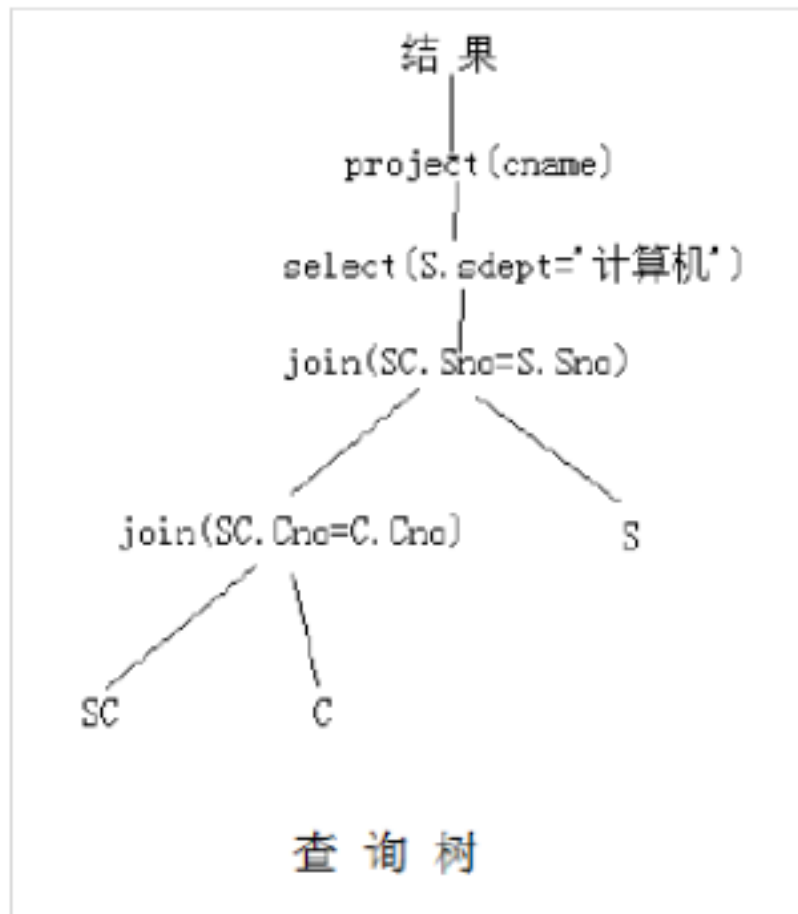 结 果
project(cname)
select(S.sdept="计算机")
join(SC.Sno=S.Sno)
join(SC.Cno=C.Cno)
S
SC
C
查 询 树